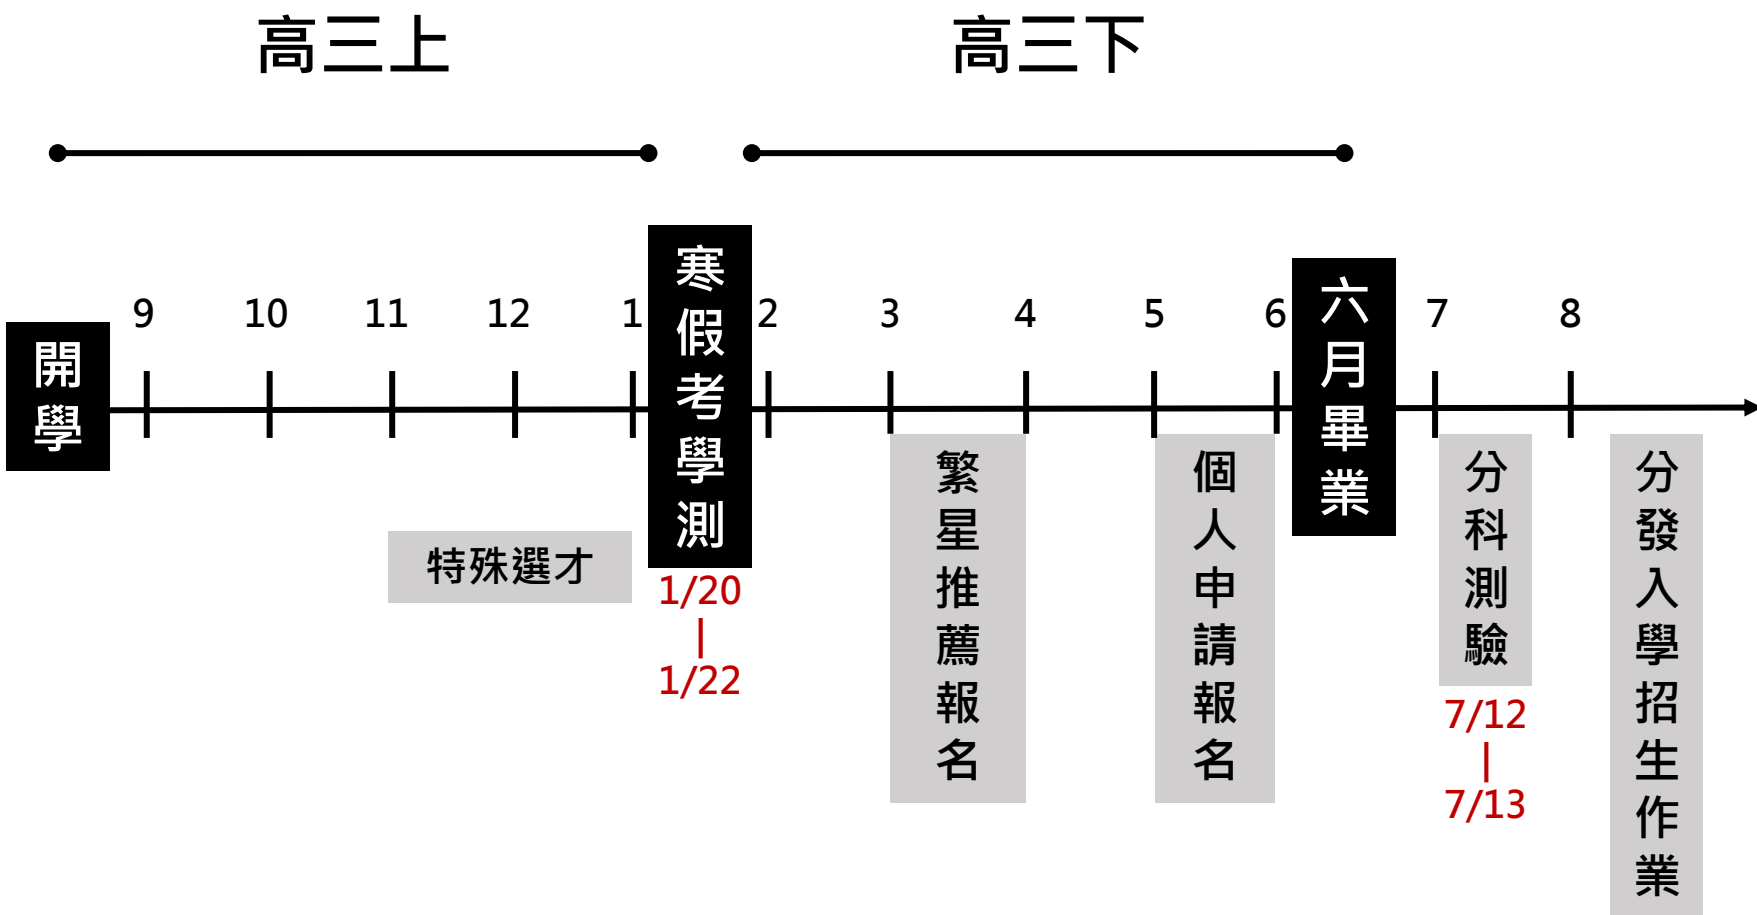 高三上
高三下
開學
9
10
11
12
1
寒假考學測
2
3
4
5
6
六月畢業
7
8
特殊選才
1/20
|
1/22
繁星推薦報名
個人申請報名
分科測驗
7/12
|
7/13
分發入學招生作業